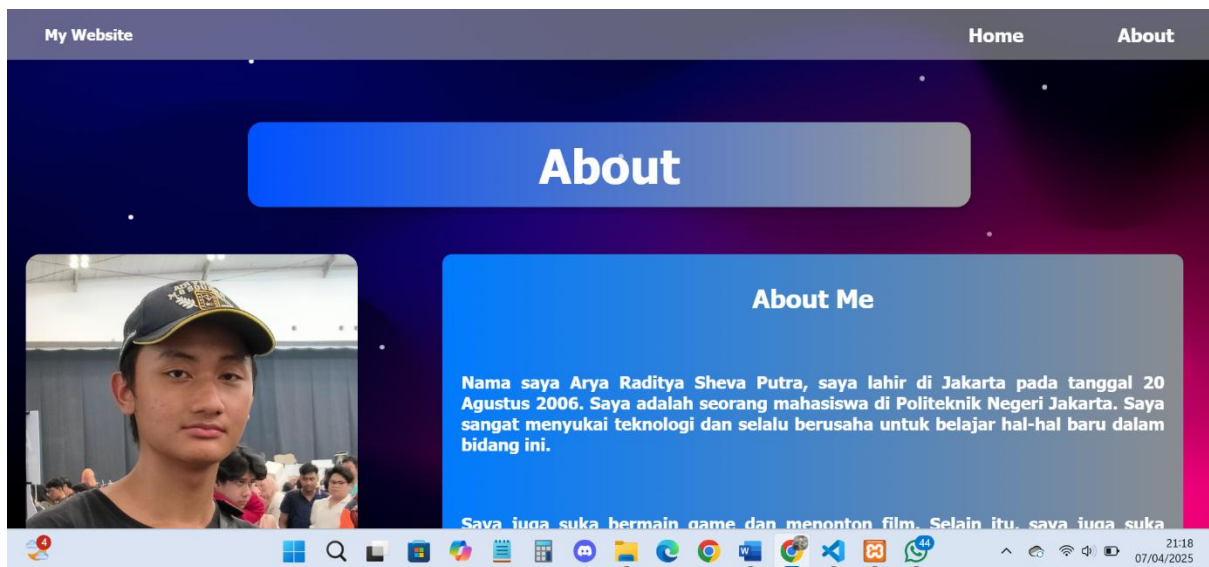 My Website
Home
About
About
About Me
Nama saya Arya Raditya Sheva Putra, saya lahir di Jakarta pada tanggal 20
Agustus 2006. Saya adalah seorang mahasiswa di Politeknik Negeri Jakarta. Saya
sangat menyukai teknologi dan selalu berusaha untuk belajar hal-hal baru dalam
bidang ini.
Saya juga suka bermain game dan menonton film. Selain itu, saya juga suka
4
44
21:18
07/04/2025